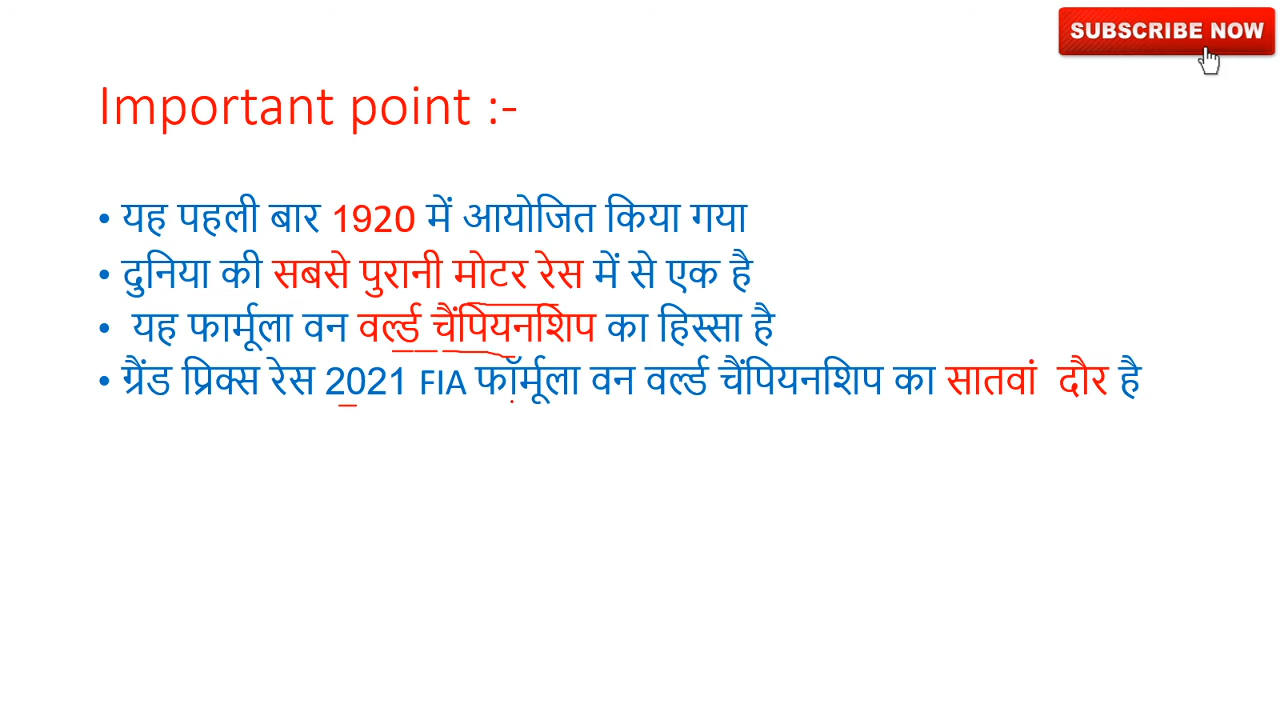 SUBSCRIBE NOW
Important point :-
• यह पहली बार 1920 में आयोजित किया गया
• दुनिया की सबसे पुरानी मोटर रेस में से एक है
• यह फार्मूला वन वर्ल्ड चैंपियनशिप का हिस्सा है
• ग्रैंड प्रिक्स रेस 2021 FIA फॉर्मूला वन वर्ल्ड चैंपियनशिप का सातवां दौर है